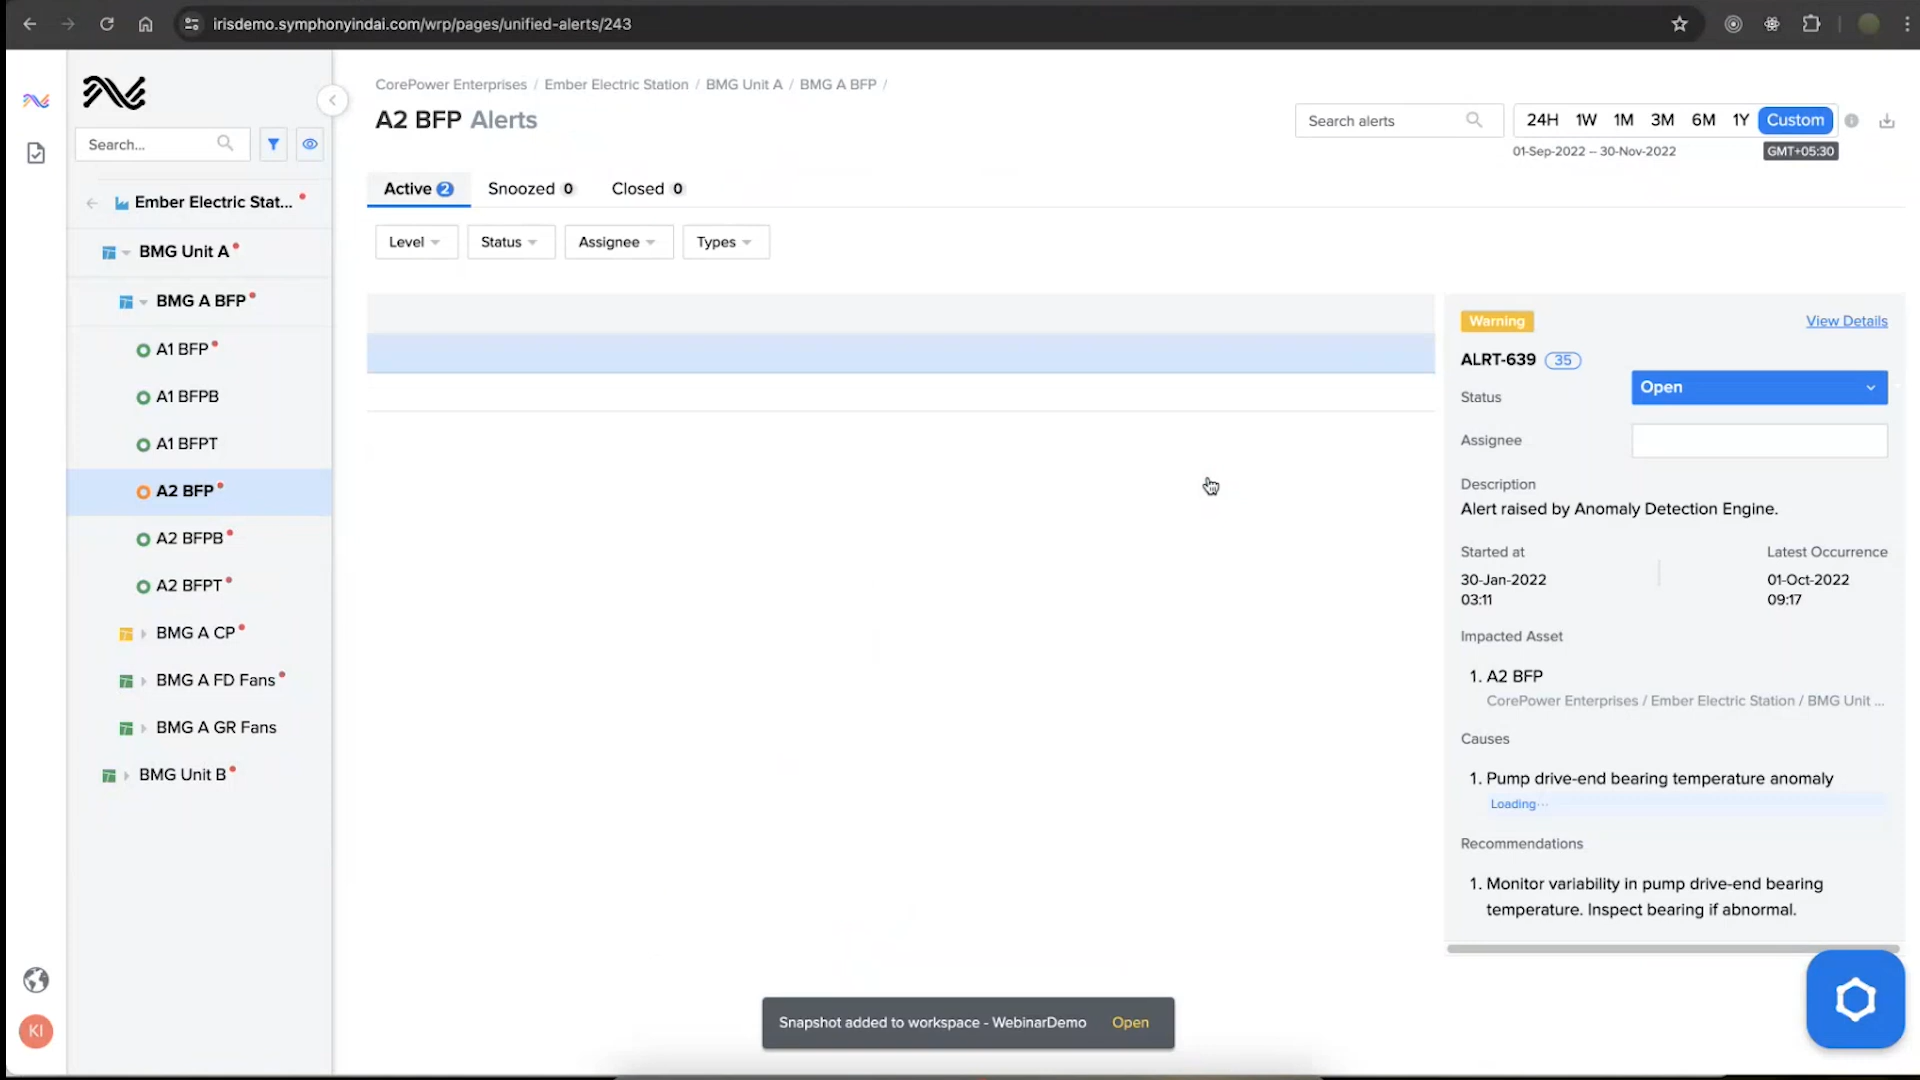 irisdemo.symphonyindai.com/wrp/pages/unified-alerts/243
Search...
Ember Electric Stat...
BMG Unit A
BMG A BFP
A1 BFP
A1 BFPB
A1 BFPT
A2 BFP
A2 BFPB
A2 BFPT
BMG A CP
BMG A FD Fans
BMG A GR Fans
BMG Unit B
KI
CorePower Enterprises / Ember Electric Station / BMG Unit A / BMG A BFP /
A2 BFP Alerts
Search alerts
24H 1W 1M 3M 6M 1Y Custom
01-Sep-2022 – 30-Nov-2022 GMT+05:30
Active 2 Snoozed 0 Closed 0
Level Status Assignee Types
Warning View Details
ALRT-639 35
Status Open
Assignee
Description
Alert raised by Anomaly Detection Engine.
Started at Latest Occurrence
30-Jan-2022 01-Oct-2022
03:11 09:17
Impacted Asset
1. A2 BFP
CorePower Enterprises / Ember Electric Station / BMG Unit ...
Causes
1. Pump drive-end bearing temperature anomaly
Loading···
Recommendations
1. Monitor variability in pump drive-end bearing
temperature. Inspect bearing if abnormal.
Snapshot added to workspace - WebinarDemo Open